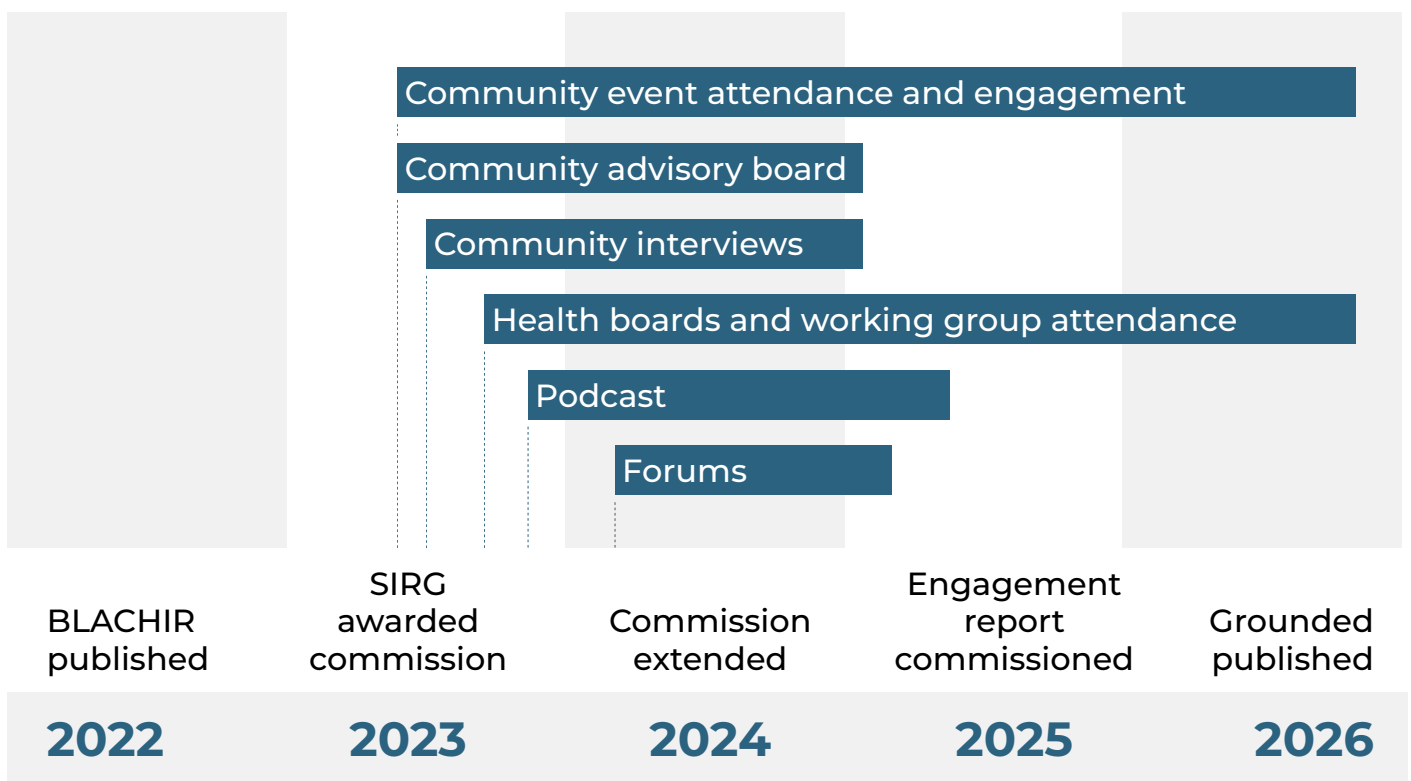 Community event attendance and engagement
Community advisory board
Community interviews
Health boards and working group attendance
Podcast
Forums
BLACHIR
published
SIRG
awarded
commission
Commission
extended
Engagement
report
commissioned
Grounded
published
2022
2023
2024
2025
2026